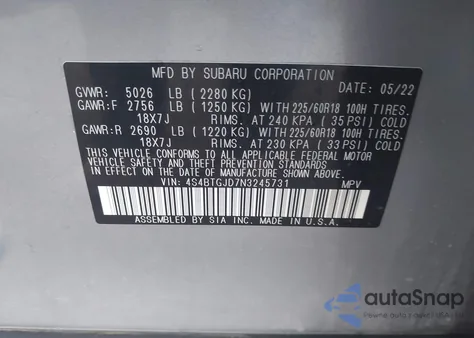 MFD BY SUBARU CORPORATION
GVWR: 5026 LB (2280 KG) DATE: 05/22
GAWR:F 2756 LB (1250 KG) WITH 225/60R18 100H TIRES.
18X7J RIMS. AT 240 KPA (35 PSI) COLD
GAWR:R 2690 LB (1220 KG) WITH 225/60R18 100H TIRES.
18X7J RIMS. AT 230 KPA (33 PSI) COLD
THIS VEHICLE CONFORMS TO ALL APPLICABLE FEDERAL MOTOR
VEHICLE SAFETY AND THEFT PREVENTION STANDARDS IN EFFECT
ON THE DATE OF MANUFACTURE SHOWN ABOVE.
VIN: 4S4BTGJD7N3245731 MPV
ASSEMBLED BY SIA INC. MADE IN U.S.A.
autoSnap